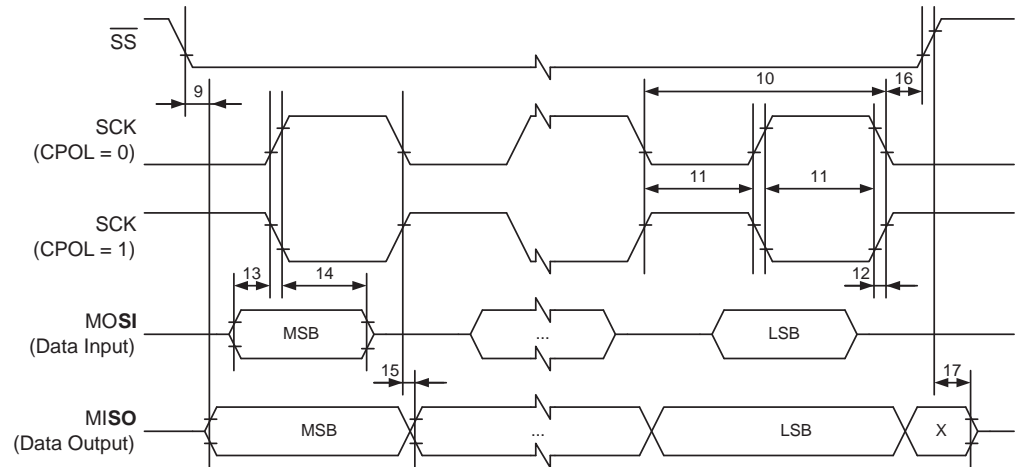 SS
9
10
16
SCK
(CPOL = 0)
11
11
SCK
(CPOL = 1)
13
14
12
MOSI
(Data Input)
MSB
...
LSB
15
17
MISO
(Data Output)
MSB
...
LSB
X